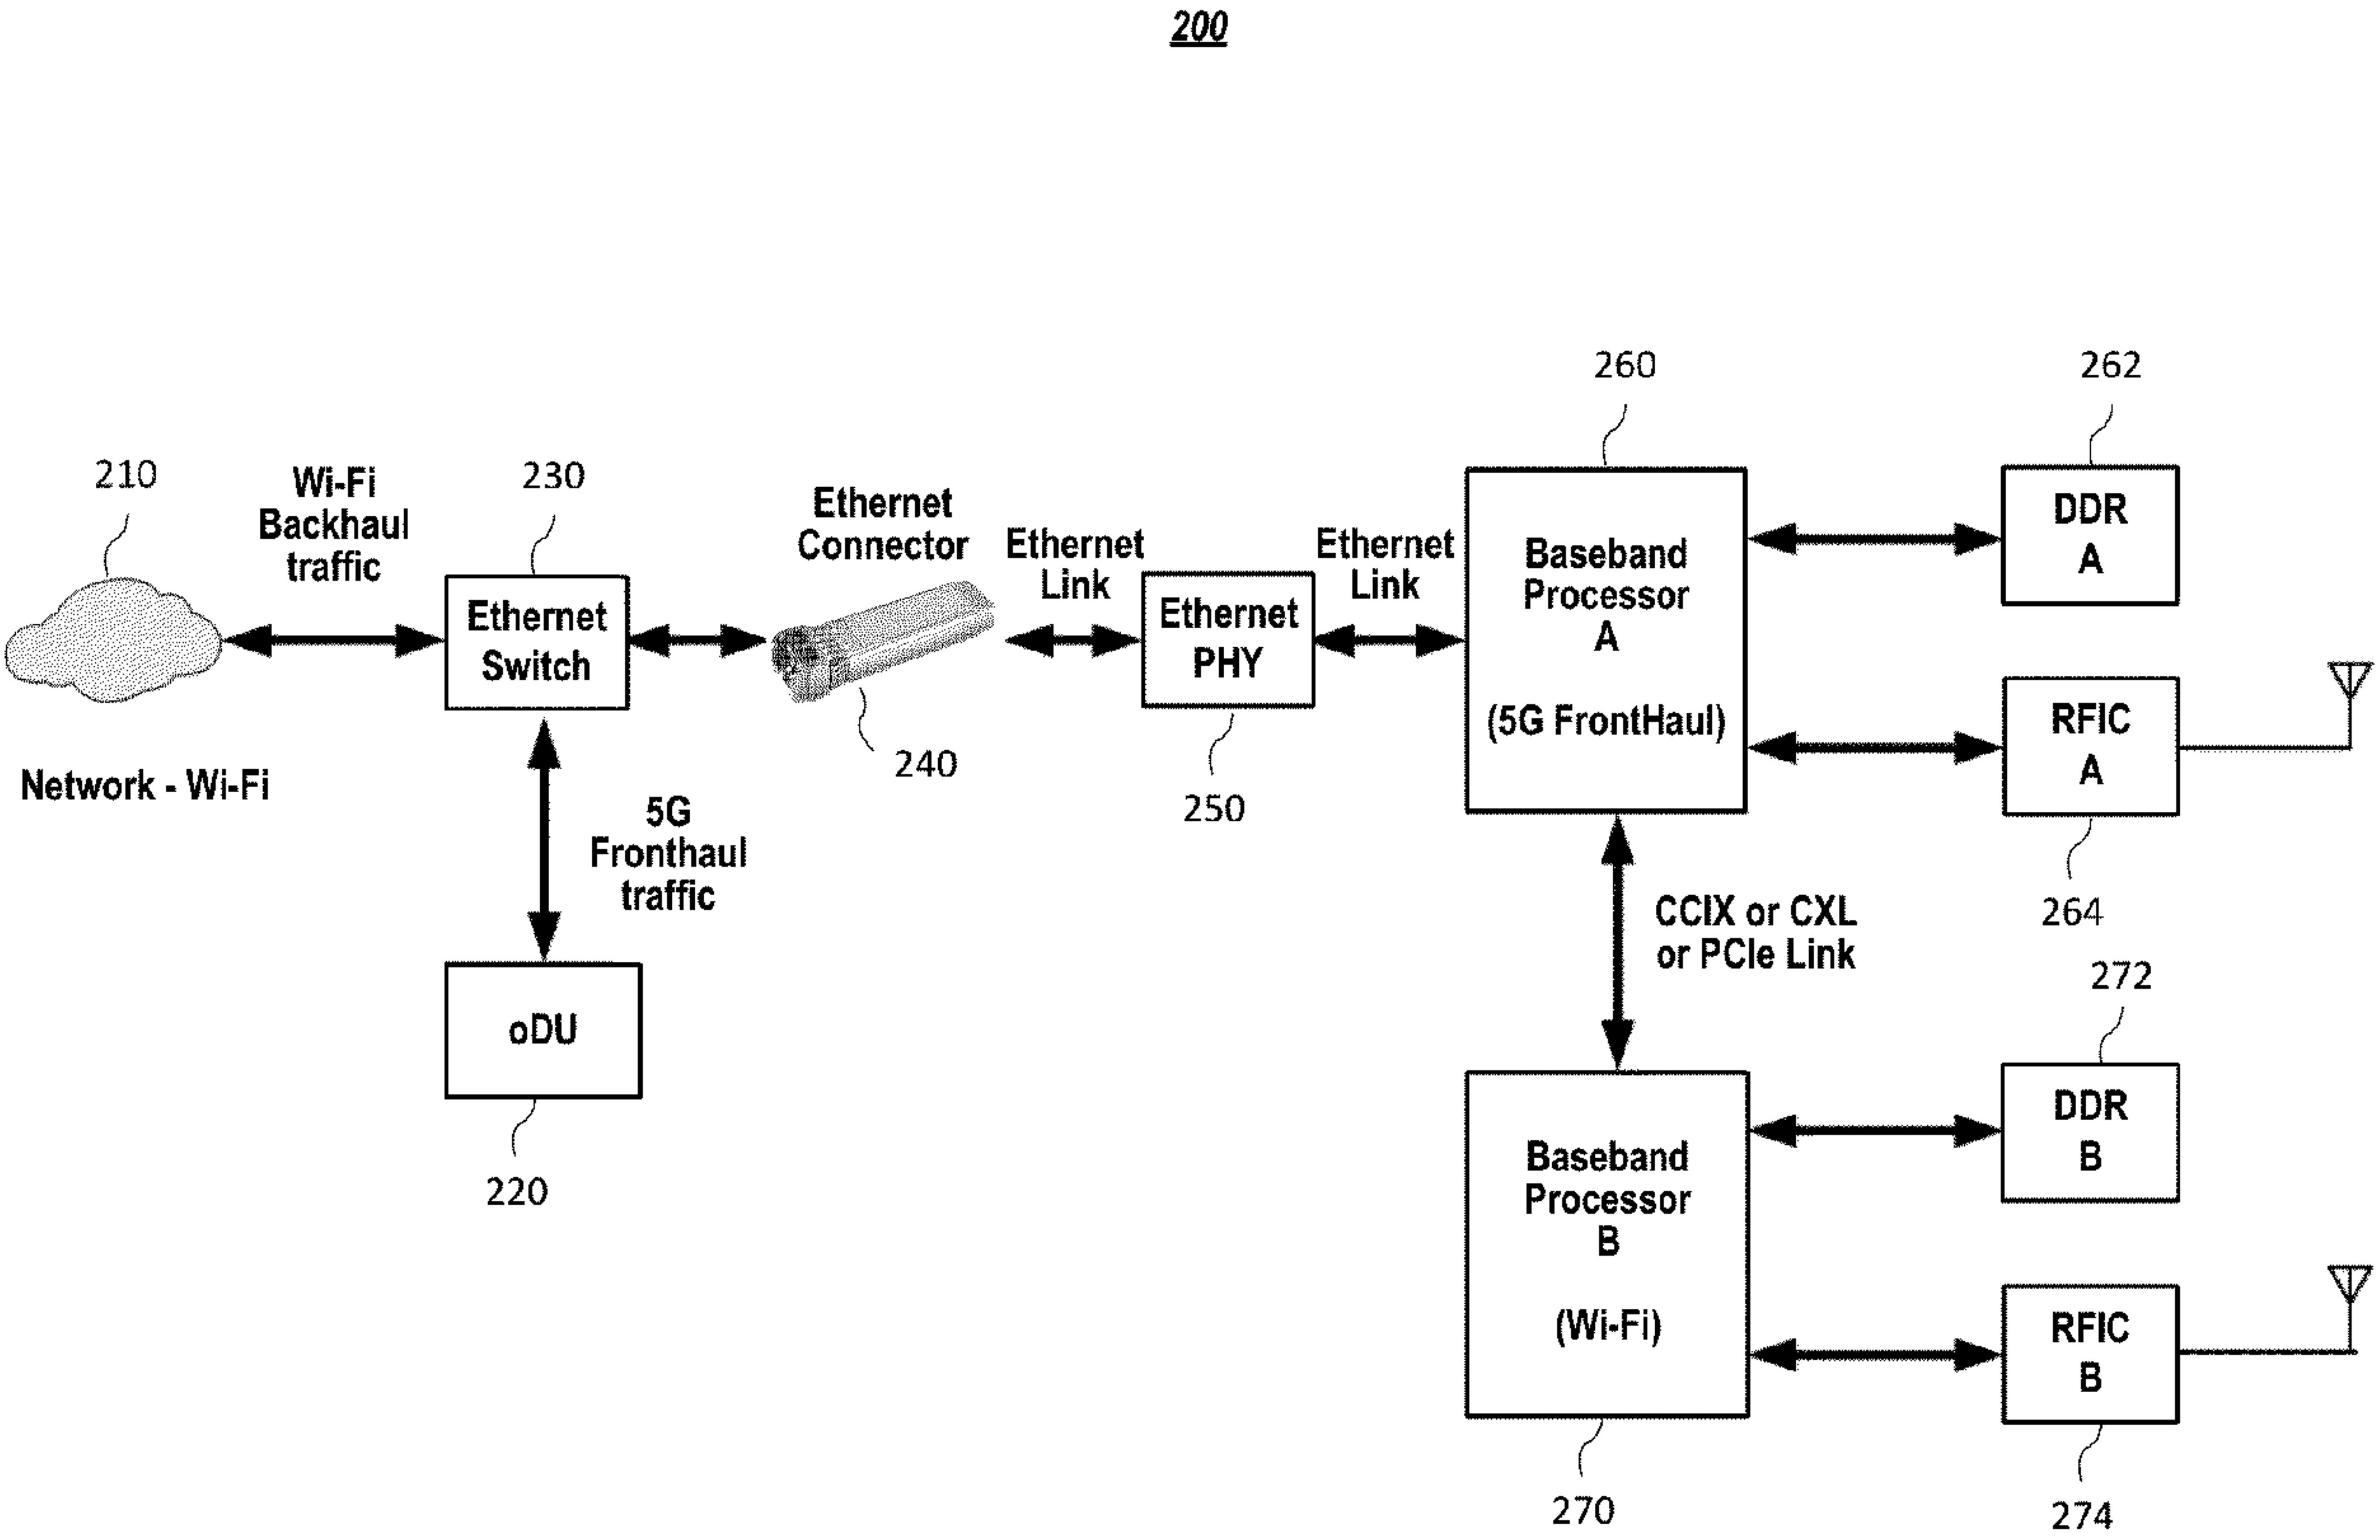 200
260
262
210
Wi-Fi
Backhaul
traffic
230
Ethernet
Connector
Ethernet
Link
Ethernet
Link
Ethernet
Switch
Ethernet
PHY
Baseband
Processor
A
(5G FrontHaul)
DDR
A
RFIC
A
240
250
264
Network - Wi-Fi
5G
Fronthaul
traffic
CCIX or CXL
or PCIe Link
272
oDU
220
Baseband
Processor
B
(Wi-Fi)
DDR
B
RFIC
B
270
274